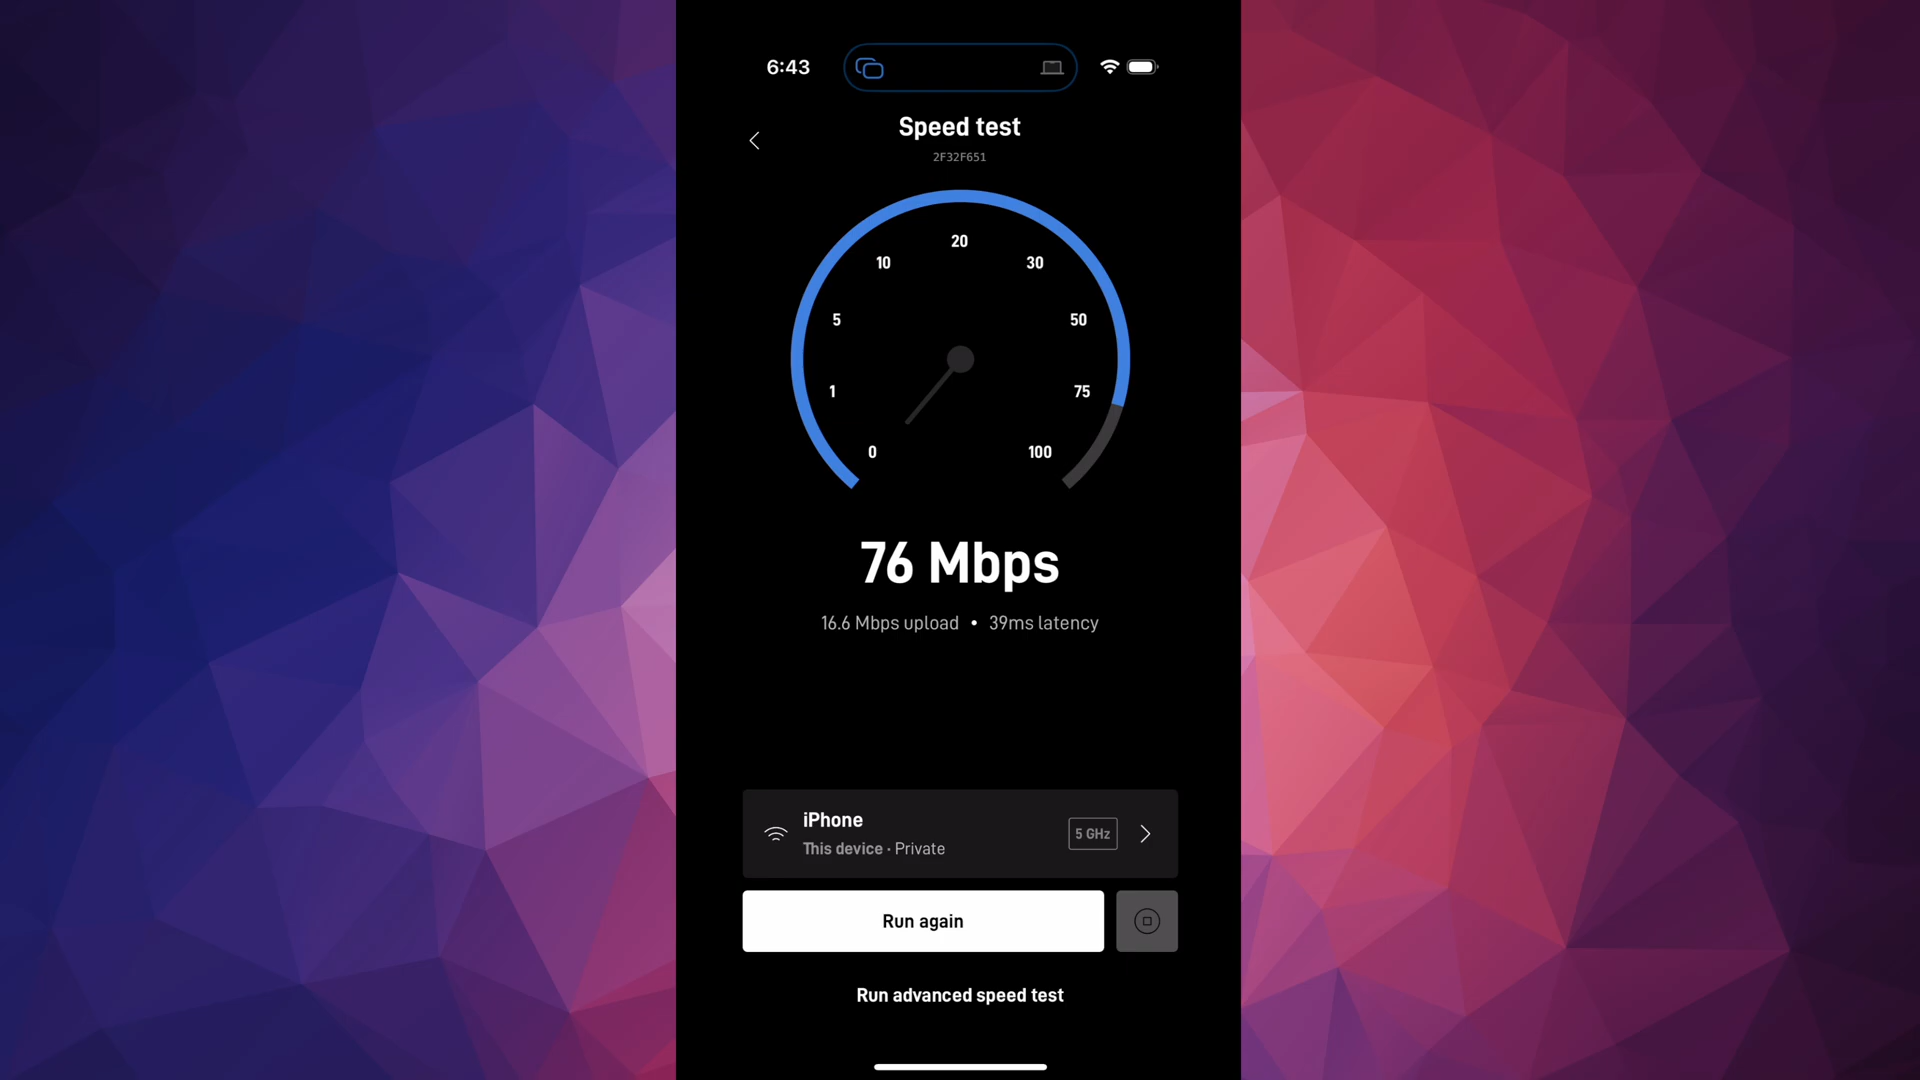 6:43
Speed test
2F32F651
20
10
30
5
50
1
75
0
100
76 Mbps
16.6 Mbps upload • 39ms latency
iPhone
This device · Private
5 GHz
Run again
Run advanced speed test